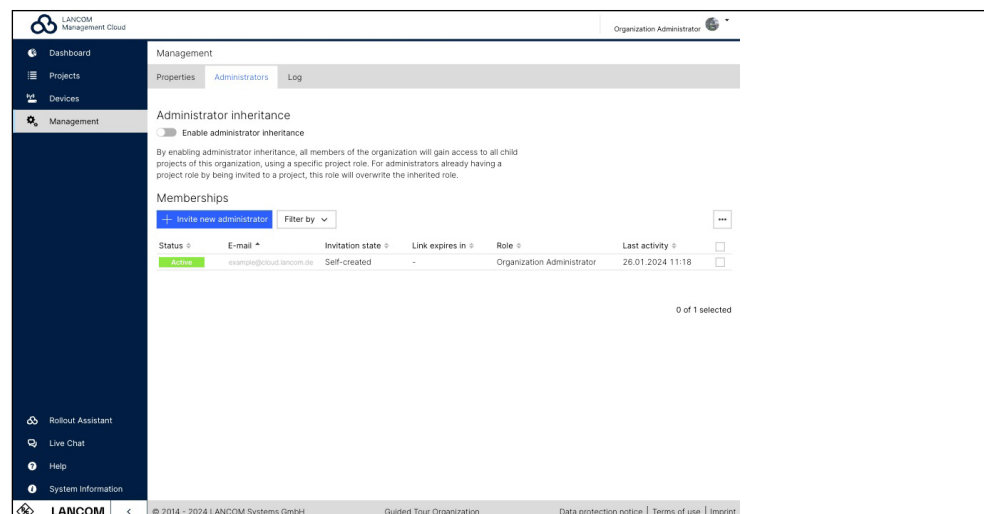 LANCOM
Management Cloud
Organization Administrator
Dashboard
Projects
Devices
Management
Rollout Assistant
Live Chat
Help
System Information
LANCOM
Management
Properties Administrators Log
Administrator inheritance
Enable administrator inheritance
By enabling administrator inheritance, all members of the organization will gain access to all child
projects of this organization, using a specific project role. For administrators already having a
project role by being invited to a project, this role will overwrite the inherited role.
Memberships
+ Invite new administrator Filter by
Status E-mail Invitation state Link expires in Role Last activity
Active example@cloud.lancom.de Self-created - Organization Administrator 26.01.2024 11:18
0 of 1 selected
© 2014 - 2024 LANCOM Systems GmbH Guided Tour Organization Data protection notice | Terms of use | Imprint